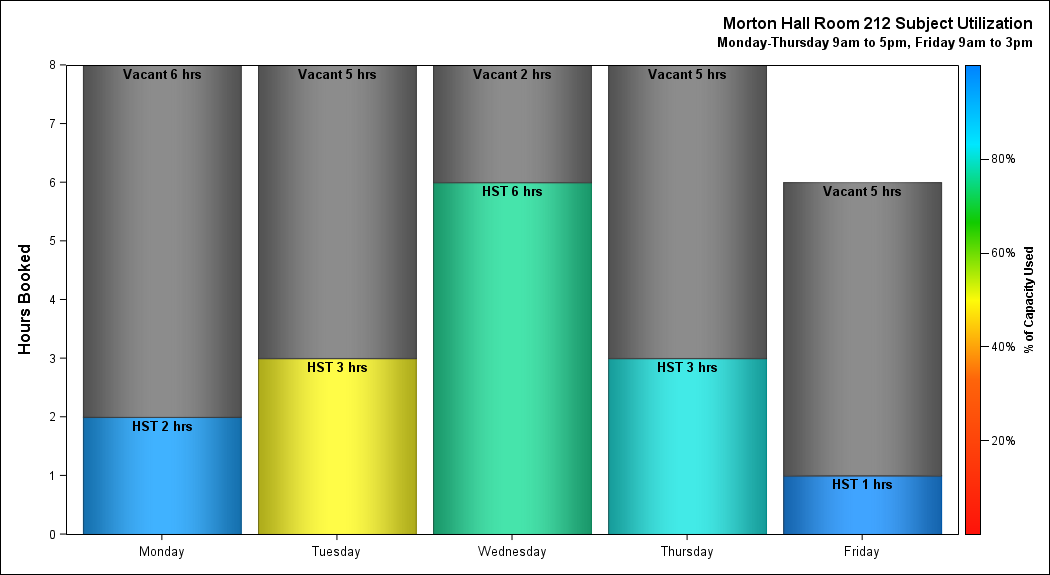 Morton Hall Room 212 Subject Utilization
Monday-Thursday 9am to 5pm, Friday 9am to 3pm
Hours Booked
8
7
6
5
4
3
2
1
0
Vacant 6 hrs
HST 2 hrs
Vacant 5 hrs
HST 3 hrs
Vacant 2 hrs
HST 6 hrs
Vacant 5 hrs
HST 3 hrs
Vacant 5 hrs
HST 1 hrs
Monday
Tuesday
Wednesday
Thursday
Friday
80%
60%
40%
20%
% of Capacity Used